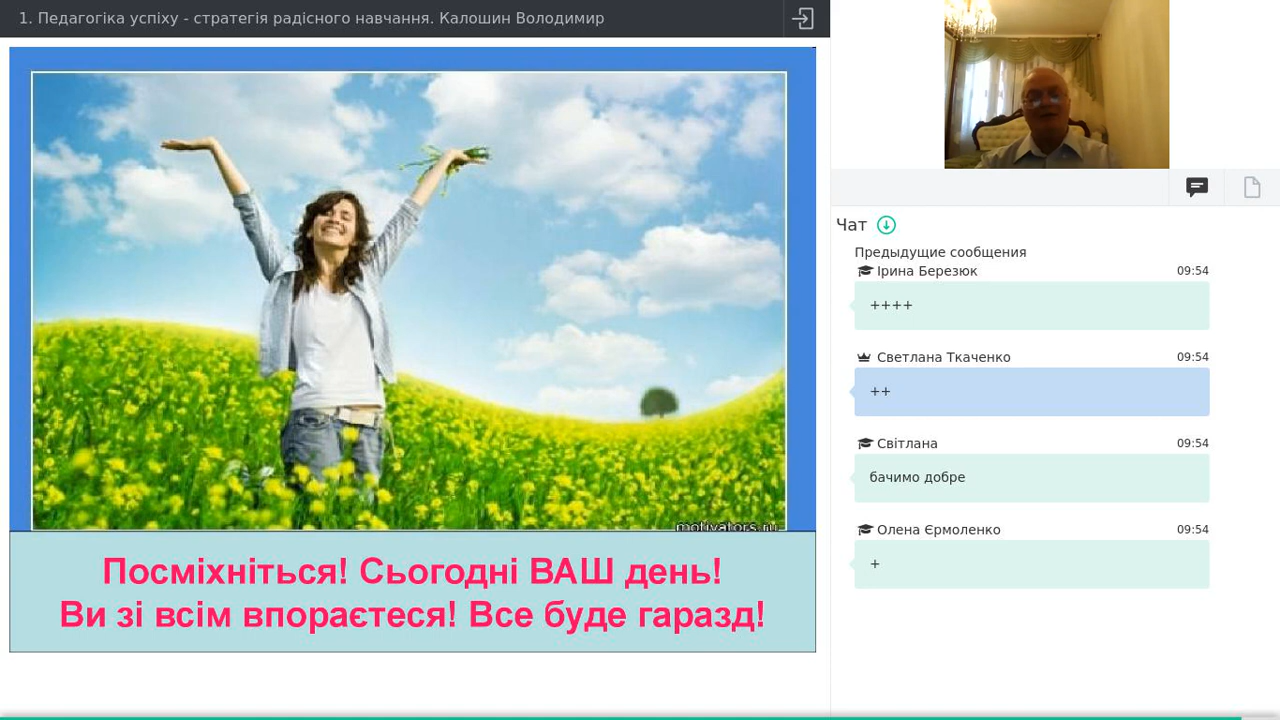 1. Педагогіка успіху - стратегія радісного навчання. Калошин Володимир
motivators.ru
Посміхніться! Сьогодні ВАШ день!
Ви зі всім впораєтеся! Все буде гаразд!
Чат
Предыдущие сообщения
Ірина Березюк 09:54
++++
Светлана Ткаченко 09:54
++
Світлана 09:54
бачимо добре
Олена Єрмоленко 09:54
+